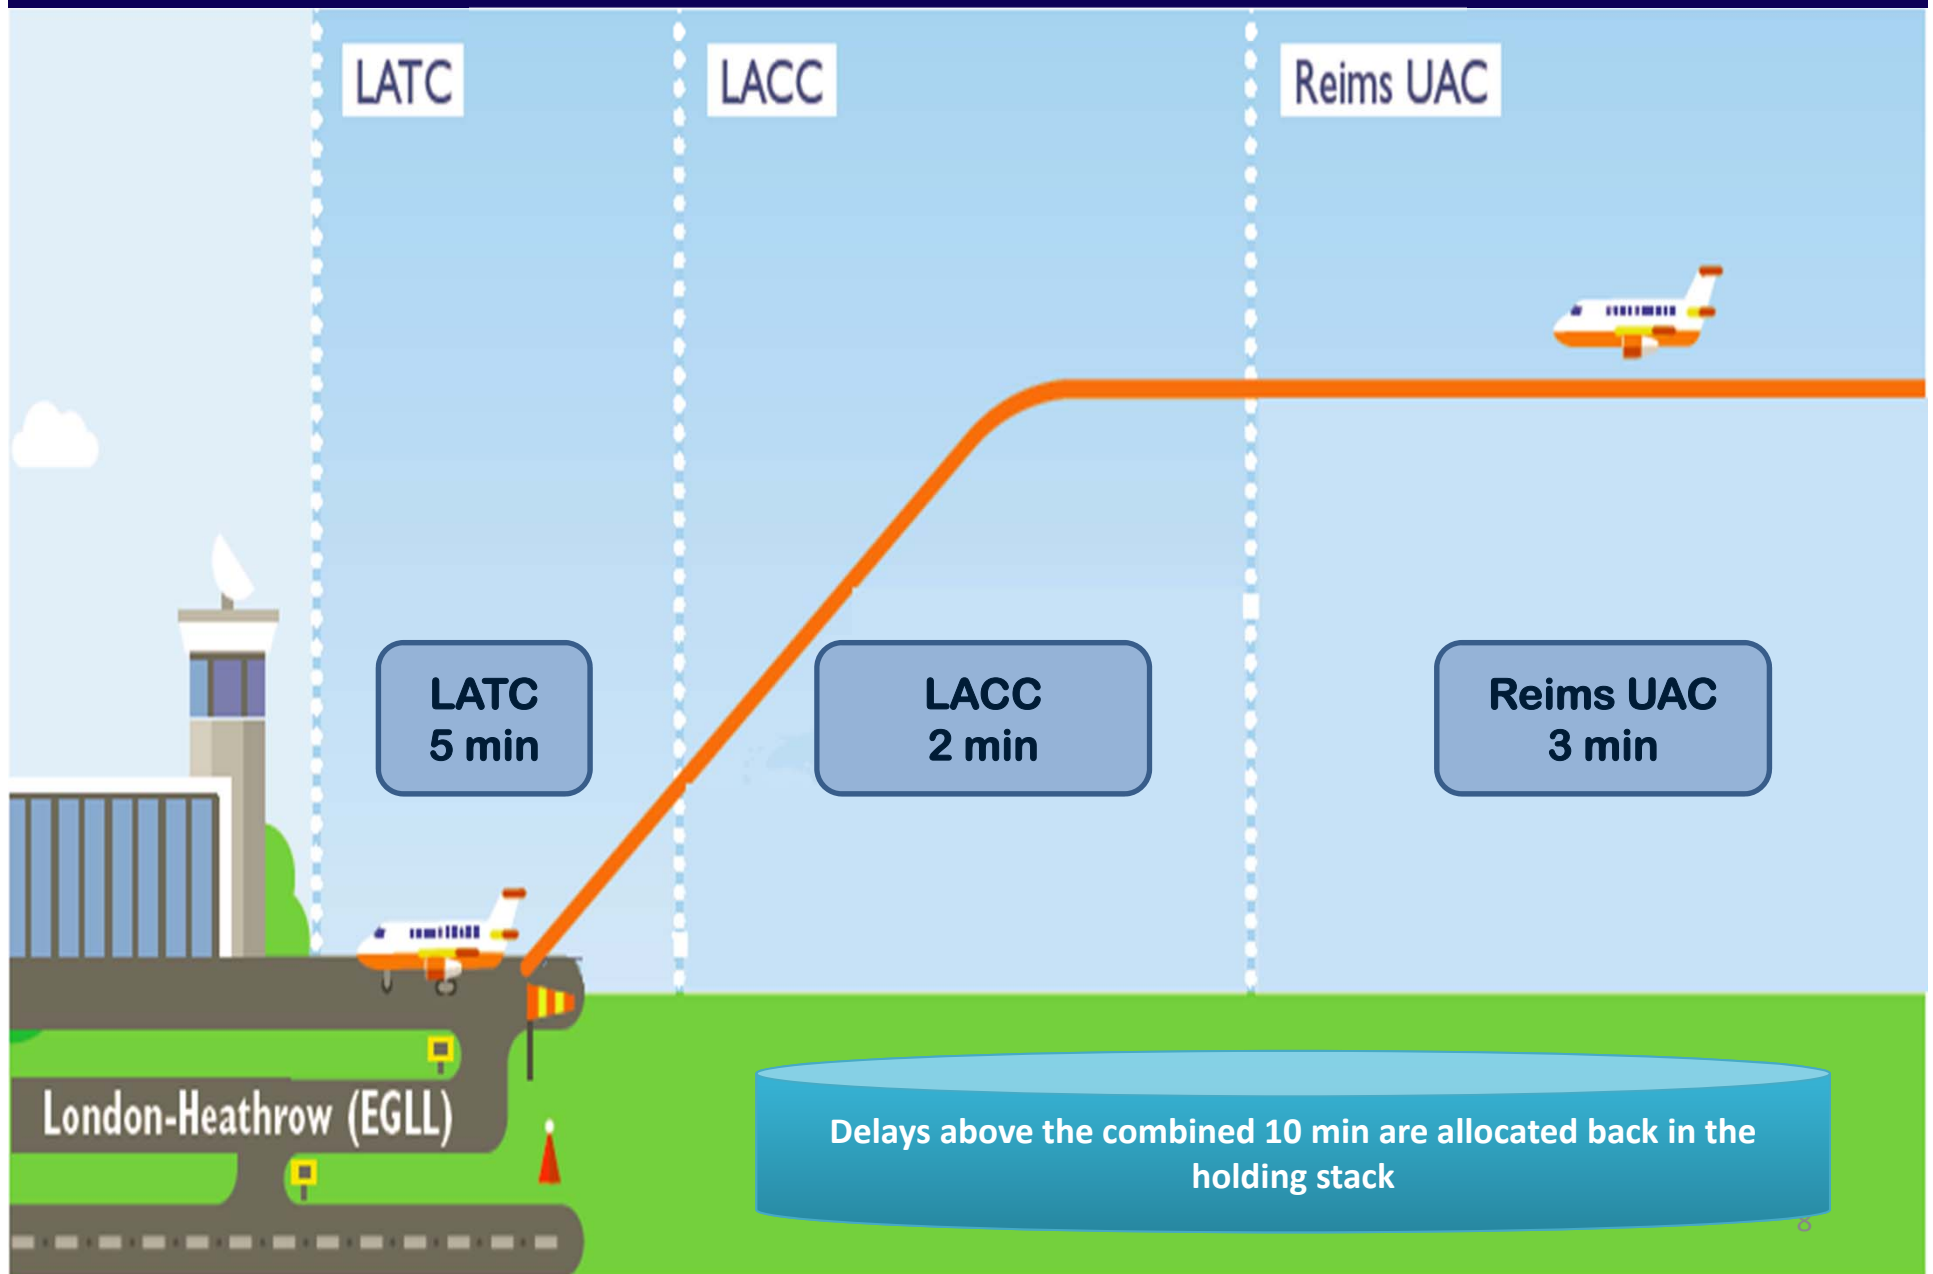 LATC
LACC
Reims UAC
LATC
5 min
LACC
2 min
Reims UAC
3 min
London-Heathrow (EGLL)
Delays above the combined 10 min are allocated back in the
holding stack
8